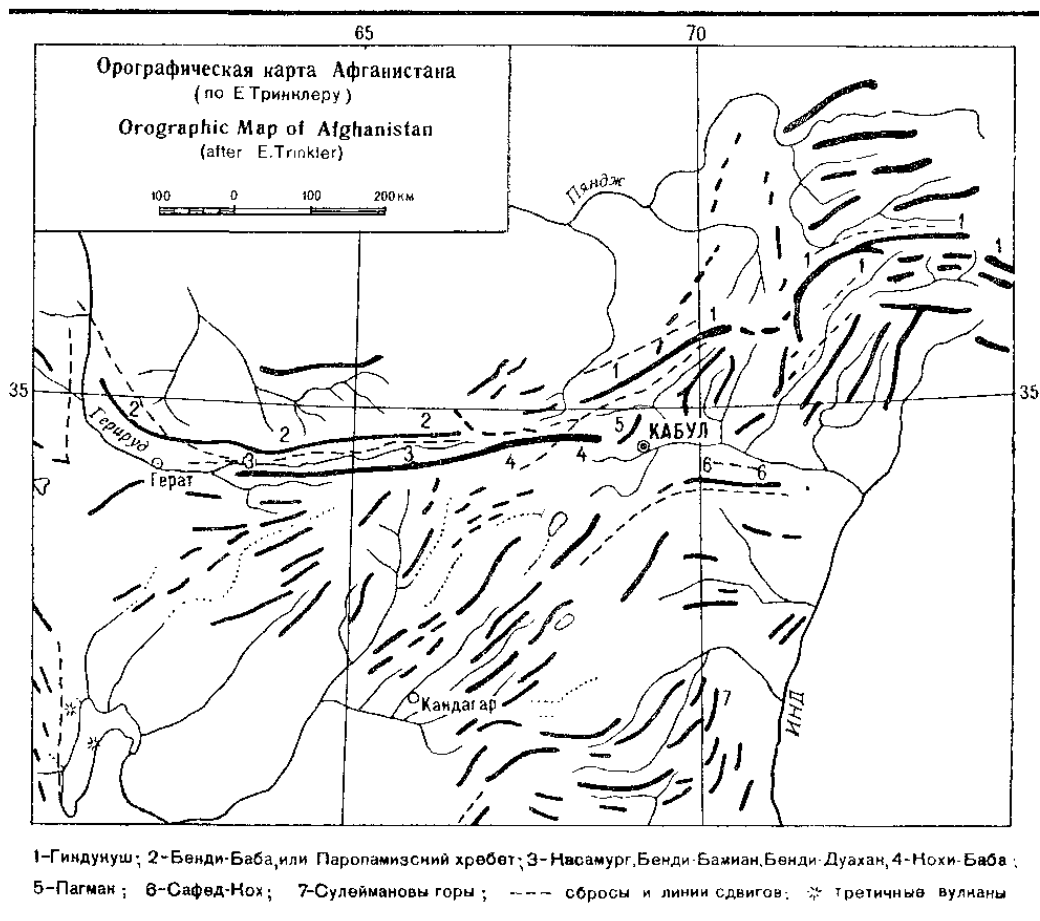 65
70
Орографическая карта Афганистана
(по Е Тринклеру)
Orographic Map of Afghanistan
(after E. Trinkler)
100 0 100 200 км
Пяндж
1
1
1
1
1
1
1
35
35
2
2
2
Герируд
3
3
4
4
5
КАБУЛ
6
6
Герат
Кандагар
7
ИНД
1-Гиндукуш; 2-Бенди-Баба, или Паропамизский хребет; 3-Касамург, Бенди-Бамиан, Бенди-Дуахан, 4-Кохи-Баба;
5-Пагман; 6-Сафед-Кох; 7-Сулеймановы горы; --- сбросы и линии сдвигов; третичные вулканы